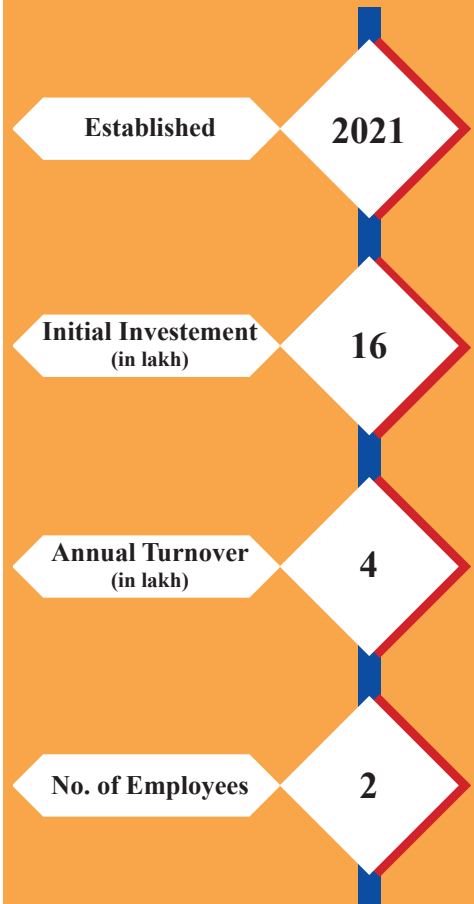 Established
2021
Initial Investement
(in lakh)
16
Annual Turnover
(in lakh)
4
No. of Employees
2